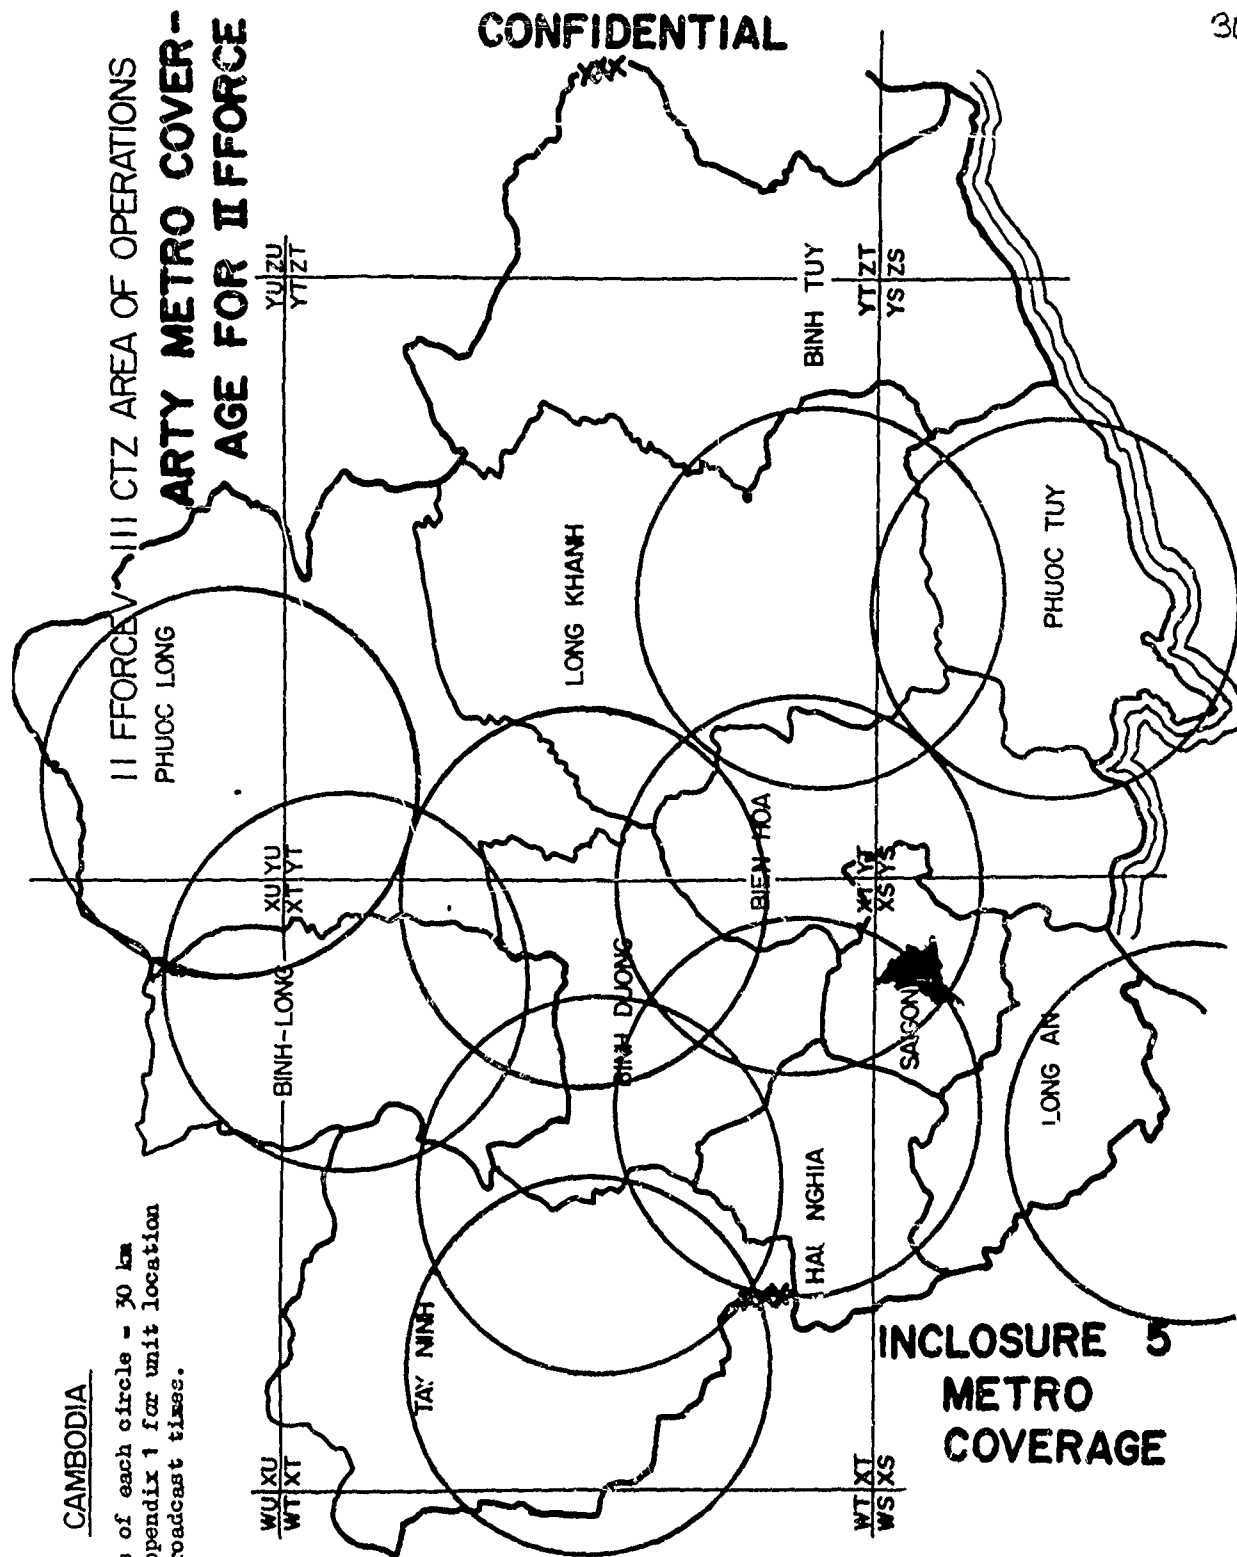 CONFIDENTIAL
II FFORCEV-III CTZ AREA OF OPERATIONS
ARTY METRO COVER-
AGE FOR II FFORCE
CAMBODIA
of each circle = 30 km
1 for unit location
times.
WU XU
WT XT
XU YU
XT YT
YU ZU
YT ZT
WT XT
WS XS
XT YT
XS YS
YT ZT
YS ZS
PHUOC LONG
BINH-LONG
TAY NINH
LONG KHANH
BINH DUONG
BIEN HOA
BINH TUY
HAU NGHIA
SAIGON
LONG AN
PHUOC TUY
INCLOSURE 5
METRO
COVERAGE